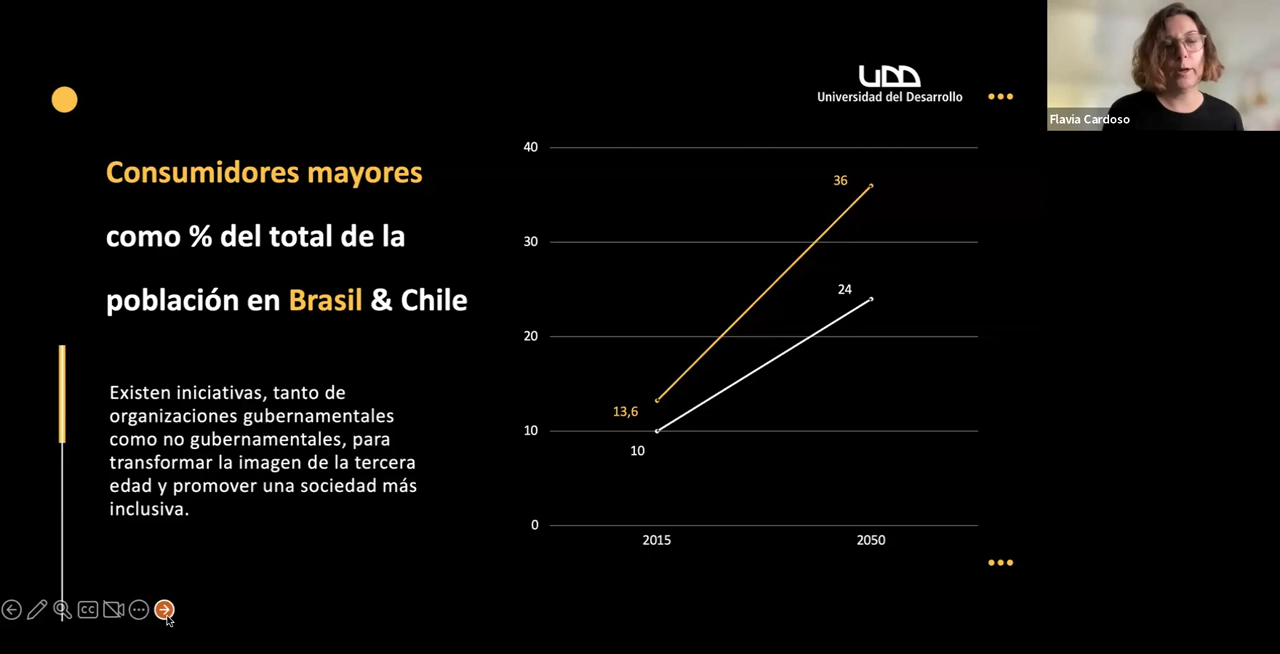 UDD
Universidad del Desarrollo
Flavia Cardoso
Consumidores mayores
como % del total de la
población en Brasil & Chile
Existen iniciativas, tanto de
organizaciones gubernamentales
como no gubernamentales, para
transformar la imagen de la tercera
edad y promover una sociedad más
inclusiva.
40
36
30
24
20
13,6
10
10
0
2015 2050
CC